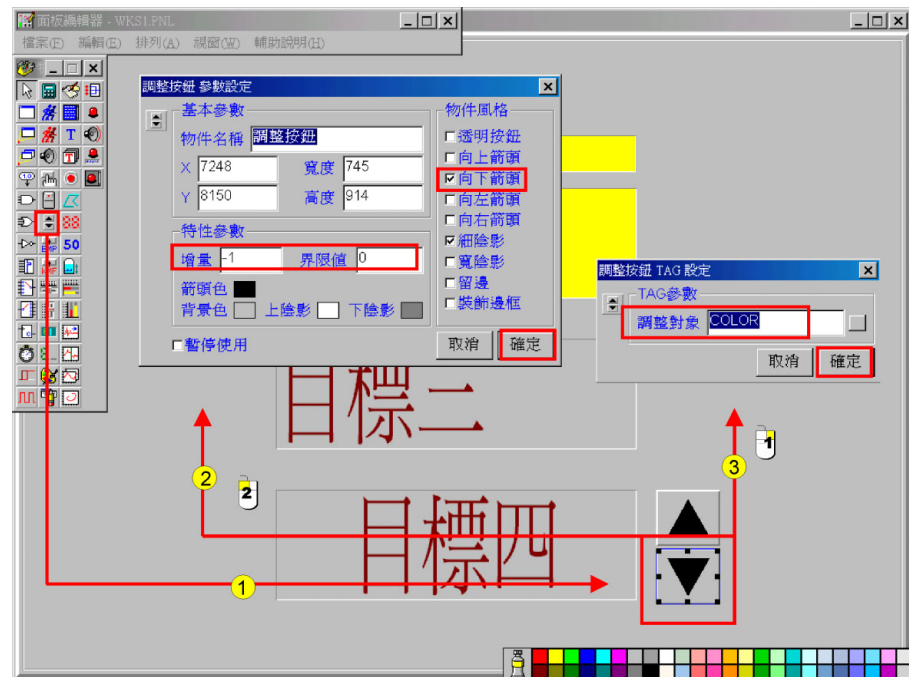 面板編輯器 - WKS1.PNL
檔案(F) 編輯(E) 排列(A) 視窗(W) 輔助說明(H)
調整按鈕 參數設定
基本參數
物件名稱 調整按鈕
X 7248 寬度 745
Y 8150 高度 914
特性參數
增量 -1 界限值 0
箭頭色
背景色 上陰影 下陰影
暫停使用
物件風格
透明按鈕
向上箭頭
向下箭頭
向左箭頭
向右箭頭
細陰影
寬陰影
留邊
裝飾邊框
取消 確定
調整按鈕 TAG 設定
TAG參數
調整對象 COLOR
取消 確定
T
50
目標三
2
2
1
3
目標四
1